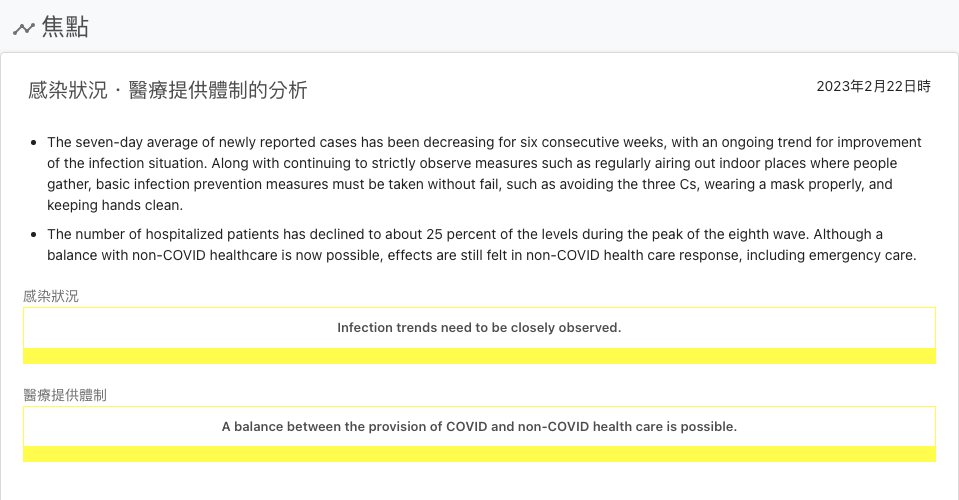 焦點
感染狀況・醫療提供體制的分析
2023年2月22日時
The seven-day average of newly reported cases has been decreasing for six consecutive weeks, with an ongoing trend for improvement
of the infection situation. Along with continuing to strictly observe measures such as regularly airing out indoor places where people
gather, basic infection prevention measures must be taken without fail, such as avoiding the three Cs, wearing a mask properly, and
keeping hands clean.
The number of hospitalized patients has declined to about 25 percent of the levels during the peak of the eighth wave. Although a
balance with non-COVID healthcare is now possible, effects are still felt in non-COVID health care response, including emergency care.
感染狀況
Infection trends need to be closely observed.
醫療提供體制
A balance between the provision of COVID and non-COVID health care is possible.